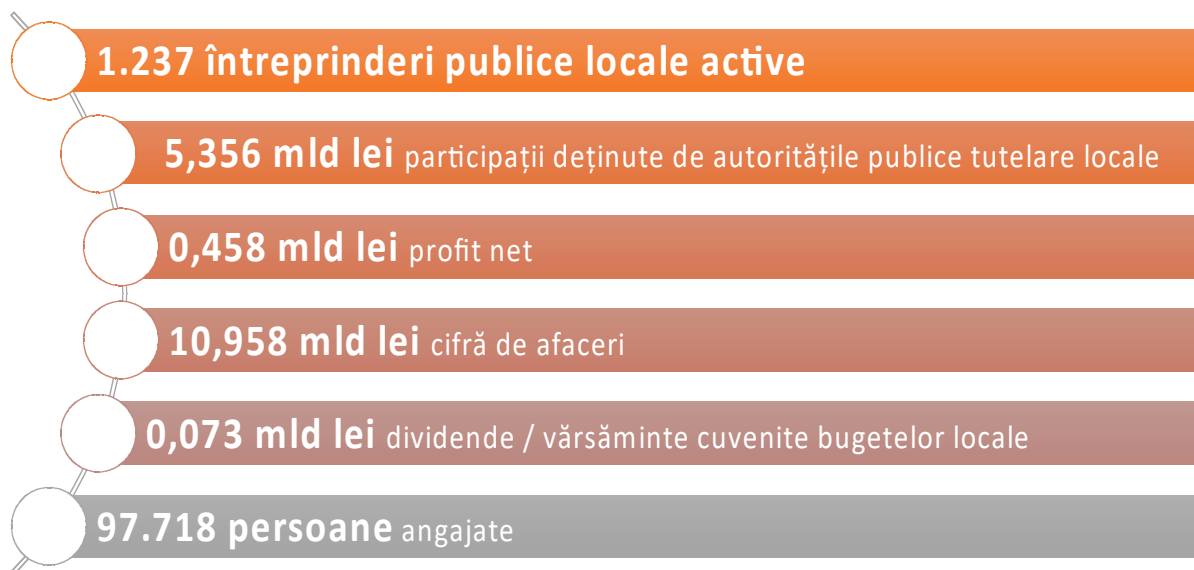 1.237 întreprinderi publice locale active
5,356 mld lei participații deținute de autoritățile publice tutelare locale
0,458 mld lei profit net
10,958 mld lei cifră de afaceri
0,073 mld lei dividende / vărsăminte cuvenite bugetelor locale
97.718 persoane angajate